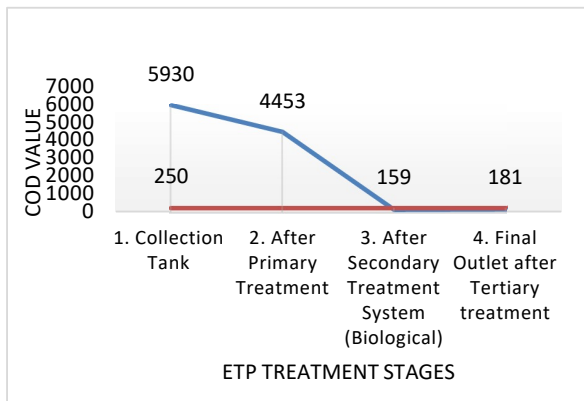 5930
4453
250
159
181
7000
6000
5000
4000
3000
2000
1000
0
COD VALUE
1. Collection
Tank
2. After
Primary
Treatment
3. After
Secondary
Treatment
System
(Biological)
4. Final
Outlet after
Tertiary
treatment
ETP TREATMENT STAGES